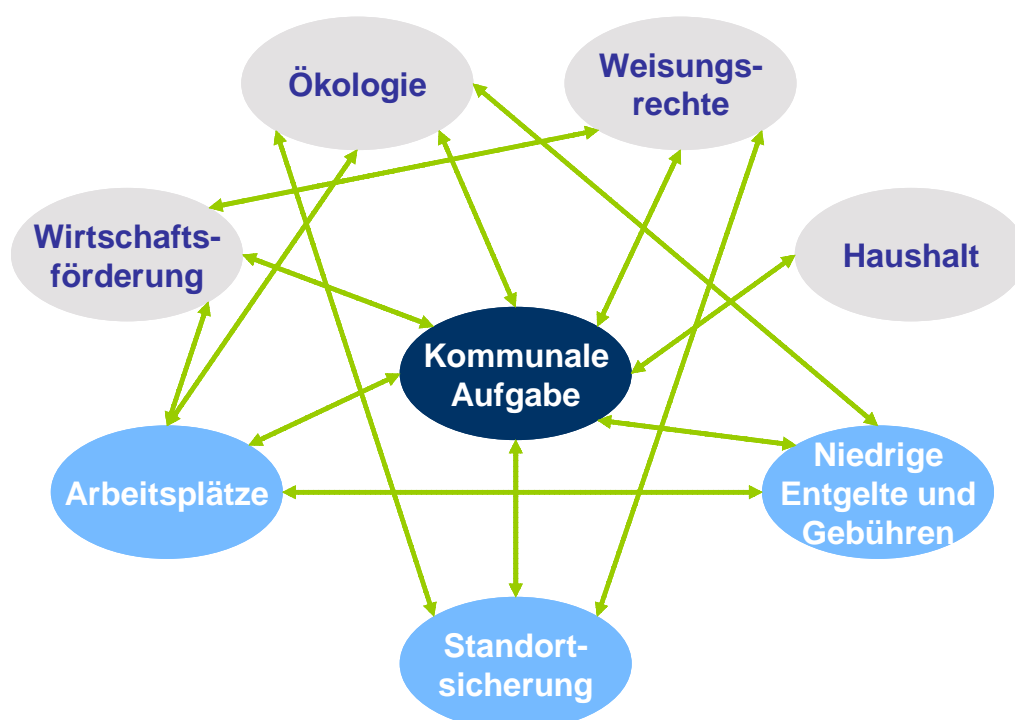 Ökologie
Weisungs-
rechte
Wirtschafts-
förderung
Haushalt
Kommunale
Aufgabe
Arbeitsplätze
Niedrige
Entgelte und
Gebühren
Standort-
sicherung